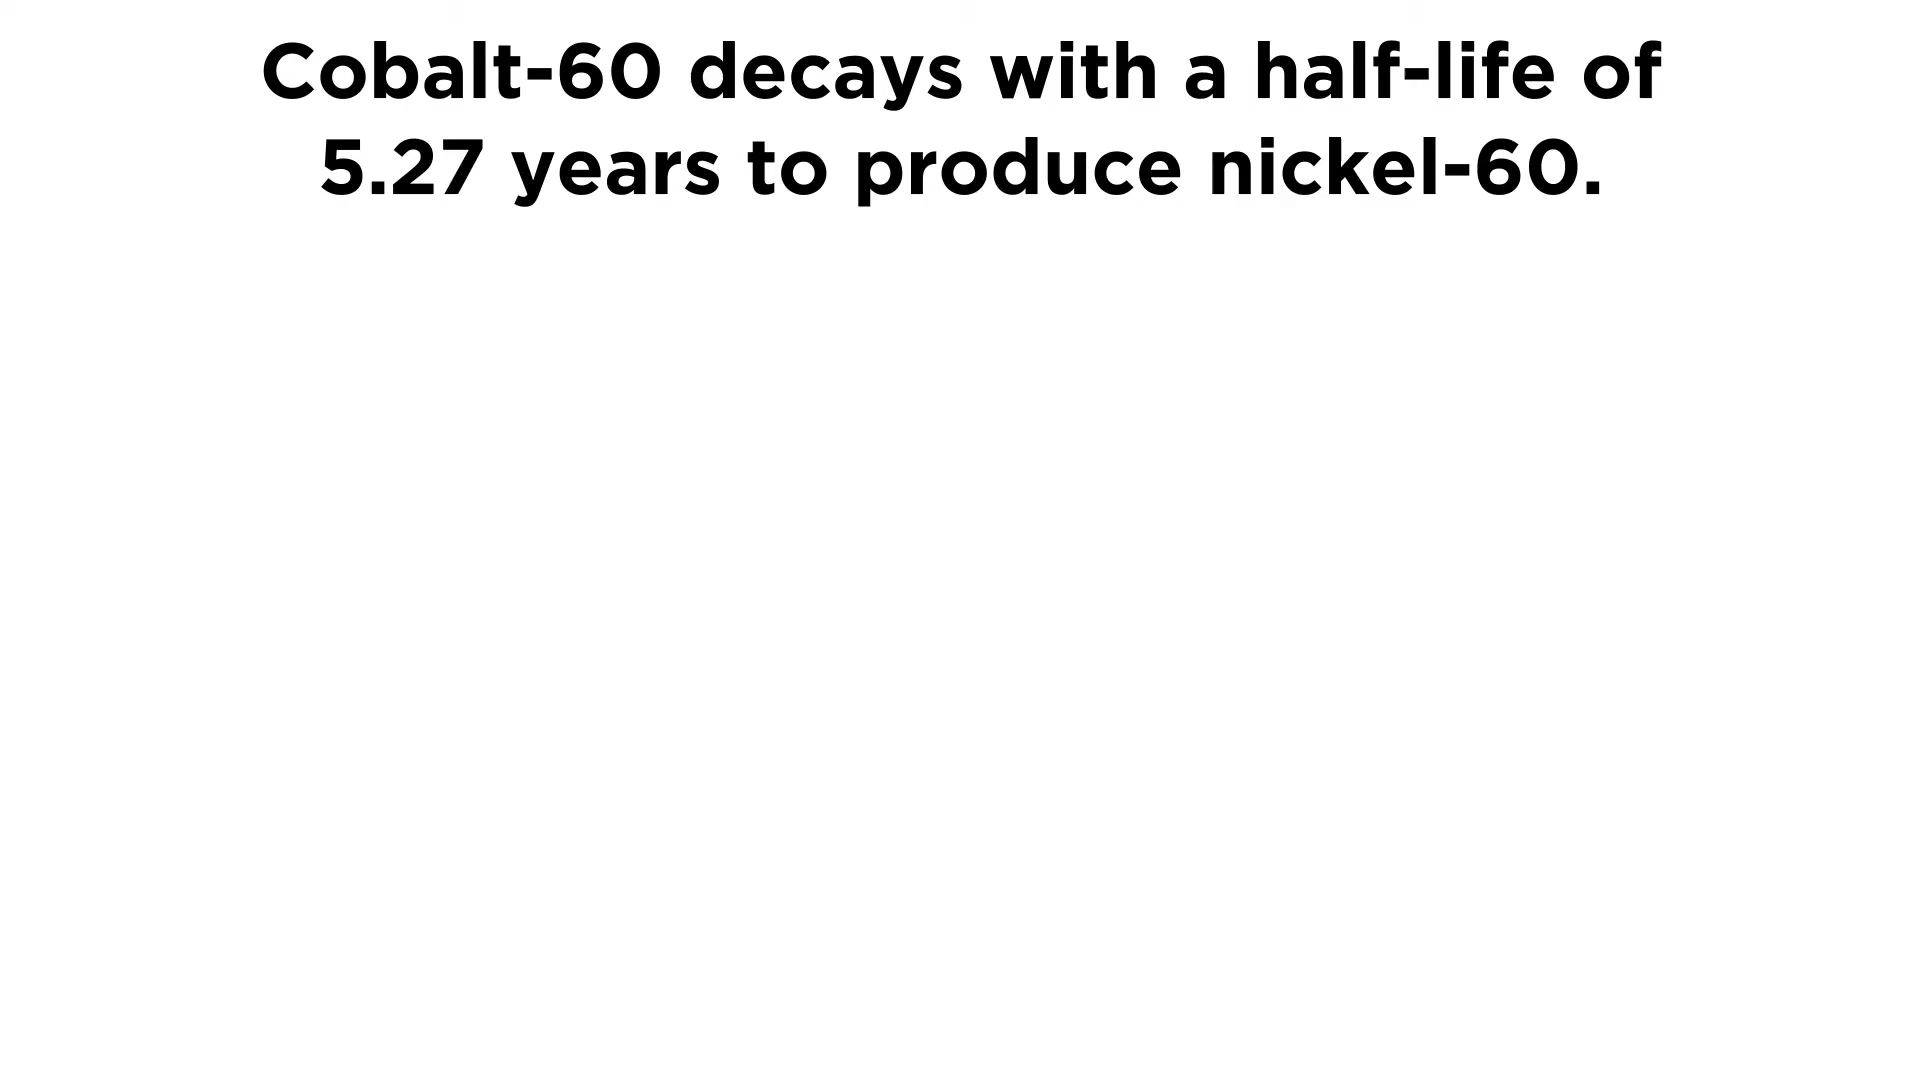 Cobalt-60 decays with a half-life of
5.27 years to produce nickel-60.